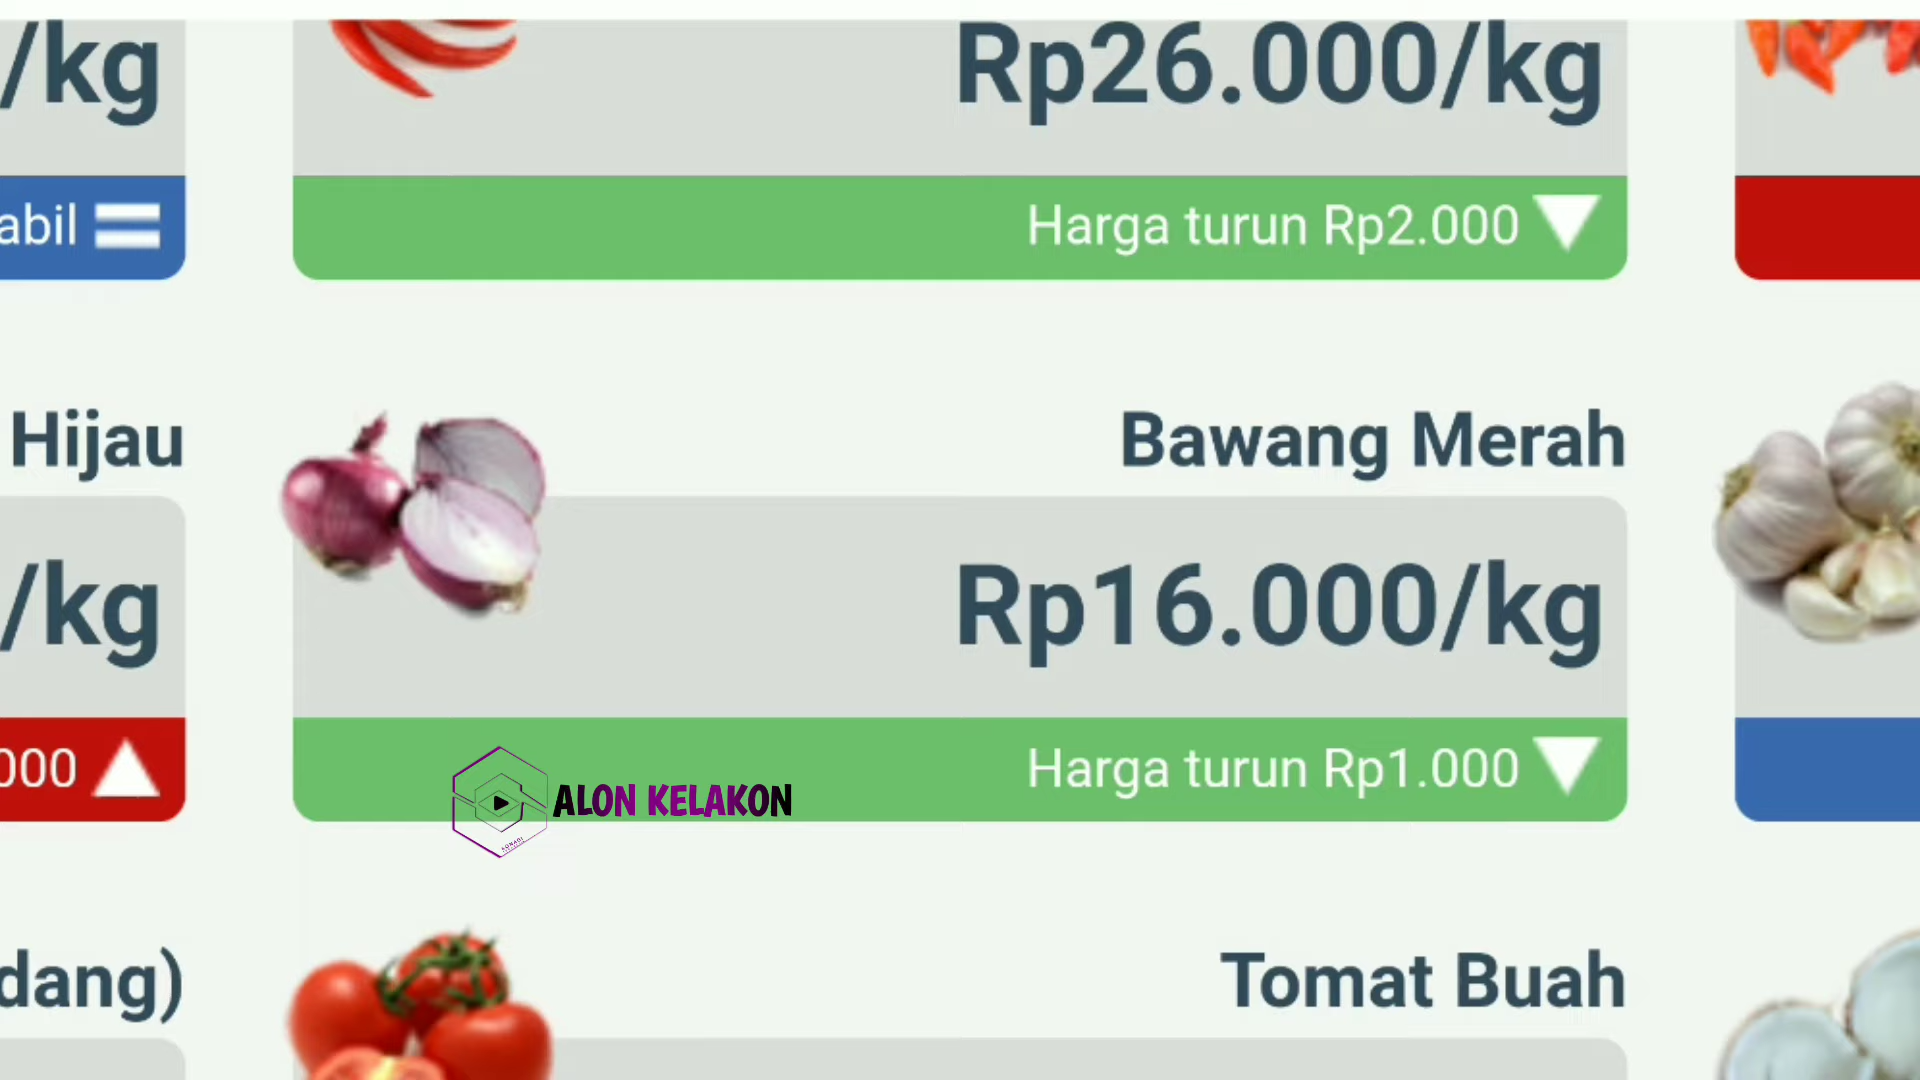 /kg
Rp26.000/kg
abil
Harga turun Rp2.000
Hijau
Bawang Merah
/kg
Rp16.000/kg
000
Harga turun Rp1.000
ALON KELAKON
dang)
Tomat Buah